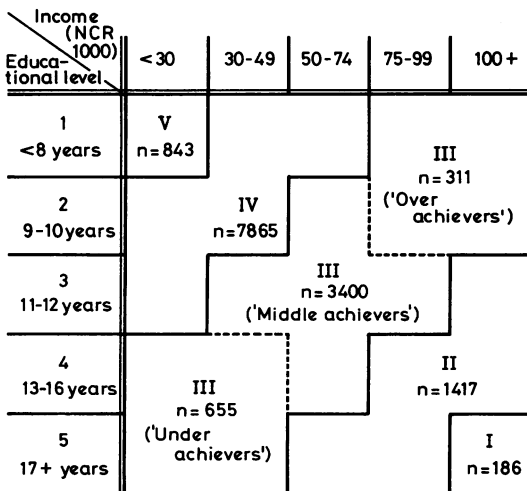 Income
(NCR
1000)
Educa-
tional level
<30
30-49
50-74
75-99
100+
1
<8 years
V
n=843
III
n=311
('Over
achievers')
2
9-10years
IV
n=7865
3
11-12 years
III
n=3400
('Middle achievers')
4
13-16 years
III
n=655
('Under
achievers')
II
n=1417
5
17+ years
I
n=186